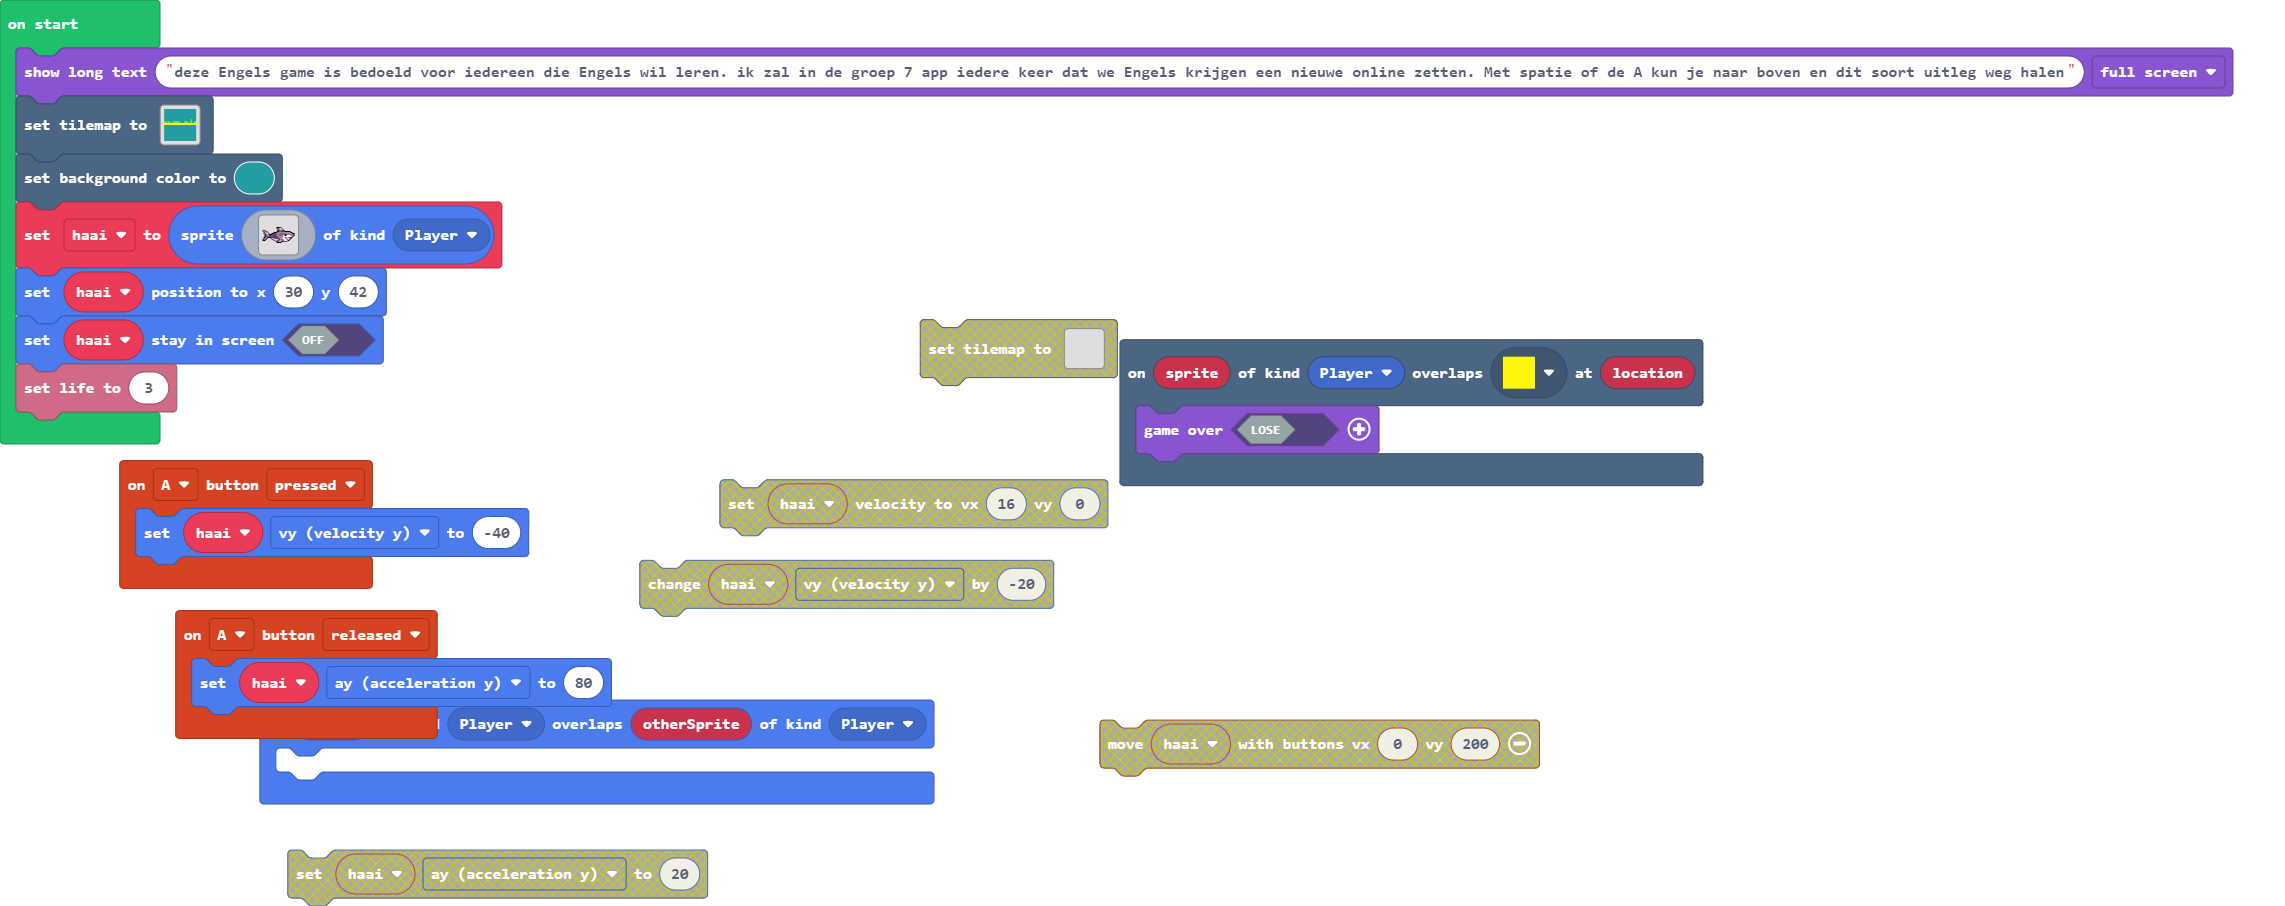 on start
show long text "deze Engels game is bedoeld voor iedereen die Engels wil leren. ik zal in de groep 7 app iedere keer dat we Engels krijgen een nieuwe online zetten. Met spatie of de A kun je naar boven en dit soort uitleg weg halen" full screen
set tilemap to
set background color to
set haai to sprite of kind Player
set haai position to x 30 y 42
set haai stay in screen OFF
set life to 3
set tilemap to
on sprite of kind Player overlaps at location
game over LOSE
on A button pressed
set haai vy (velocity y) to -40
set haai velocity to vx 16 vy 0
change haai vy (velocity y) by -20
on A button released
set haai ay (acceleration y) to 80
Player overlaps otherSprite of kind Player
move haai with buttons vx 0 vy 200
set haai ay (acceleration y) to 20